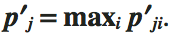 p′j = maxi p′ji.